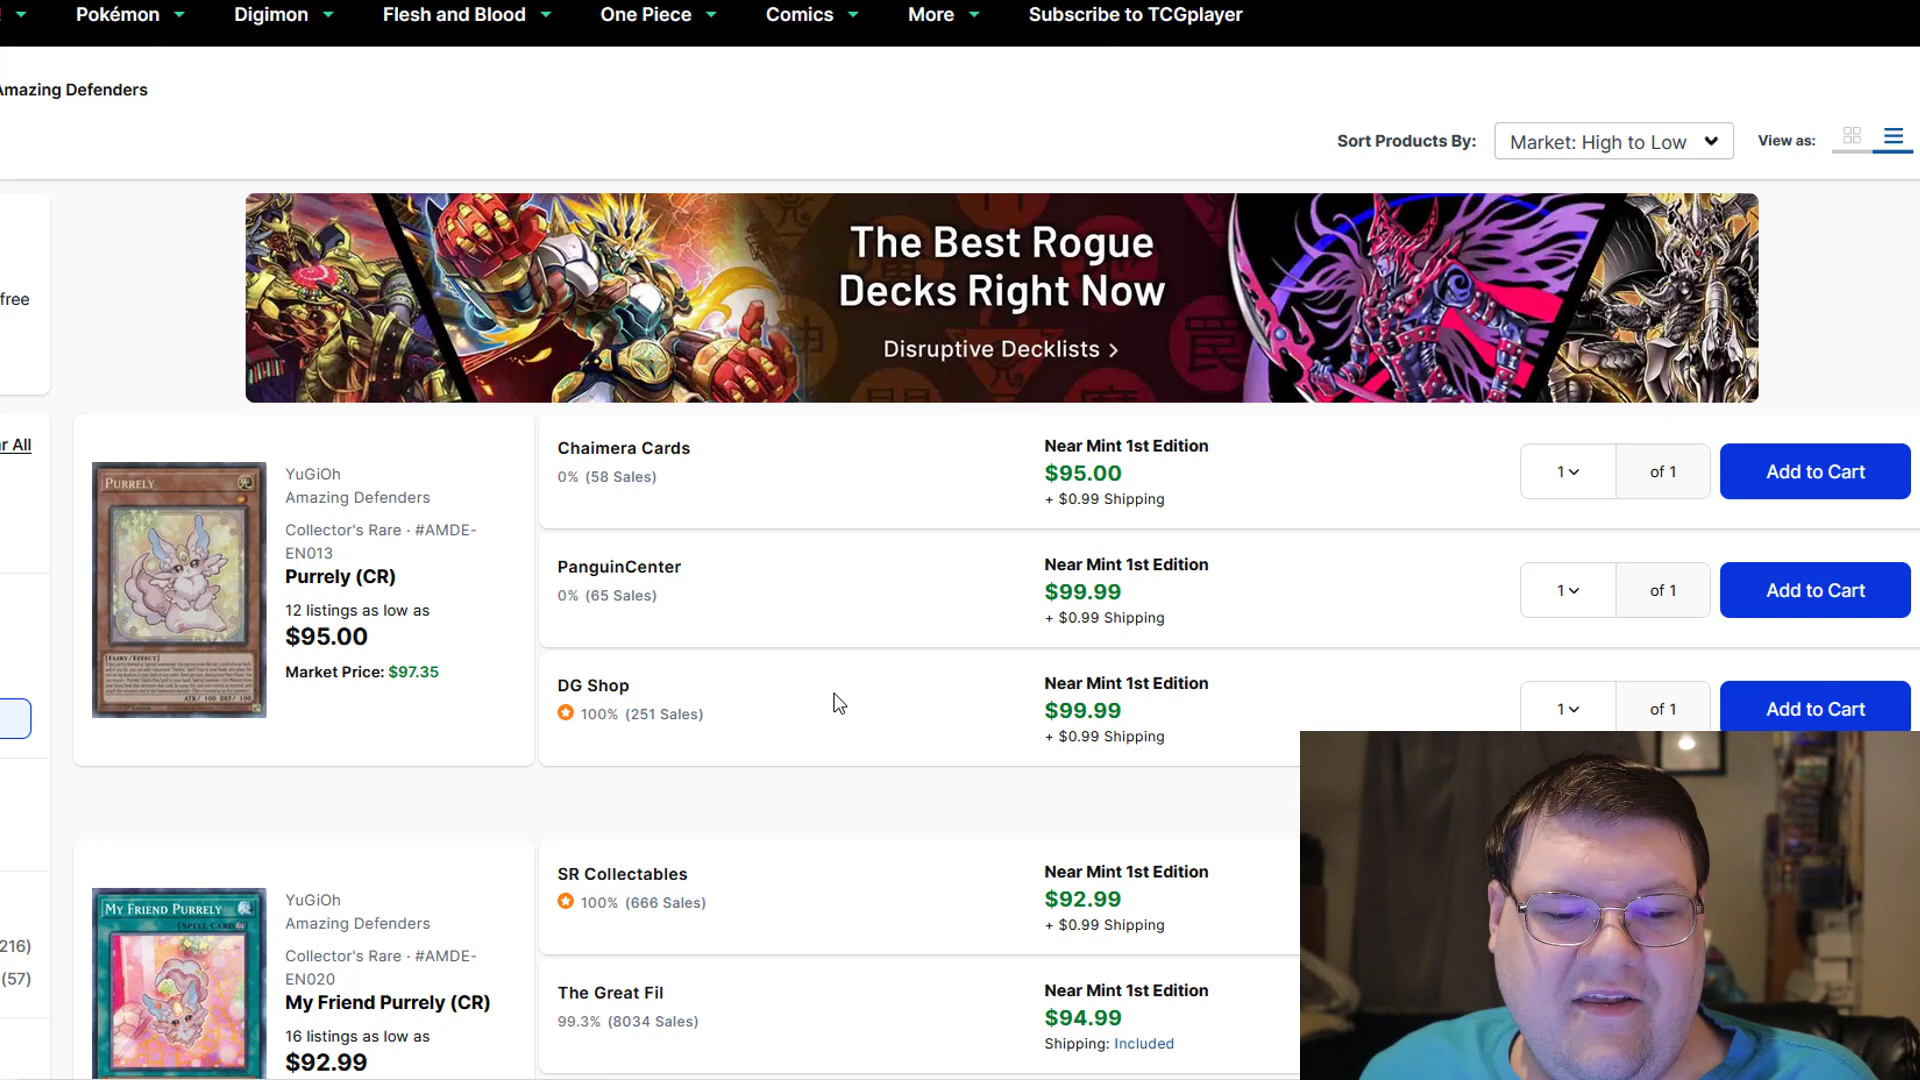 Pokémon
Digimon
Flesh and Blood
One Piece
Comics
More
Subscribe to TCGplayer
Amazing Defenders
Sort Products By:
Market: High to Low
View as:
free
The Best Rogue
Decks Right Now
Disruptive Decklists >
r All
PURRELY
[FAIRY/EFFECT]
YuGiOh
Amazing Defenders
Collector's Rare · #AMDE-
EN013
Purrely (CR)
12 listings as low as
$95.00
Market Price: $97.35
Chaimera Cards
0% (58 Sales)
Near Mint 1st Edition
$95.00
+ $0.99 Shipping
1
of 1
Add to Cart
PanguinCenter
0% (65 Sales)
Near Mint 1st Edition
$99.99
+ $0.99 Shipping
1
of 1
Add to Cart
DG Shop
100% (251 Sales)
Near Mint 1st Edition
$99.99
+ $0.99 Shipping
1
of 1
Add to Cart
MY FRIEND PURRELY
[SPELL CARD]
YuGiOh
Amazing Defenders
Collector's Rare · #AMDE-
EN020
My Friend Purrely (CR)
16 listings as low as
$92.99
SR Collectables
100% (666 Sales)
Near Mint 1st Edition
$92.99
+ $0.99 Shipping
The Great Fil
99.3% (8034 Sales)
Near Mint 1st Edition
$94.99
Shipping: Included
216)
(57)